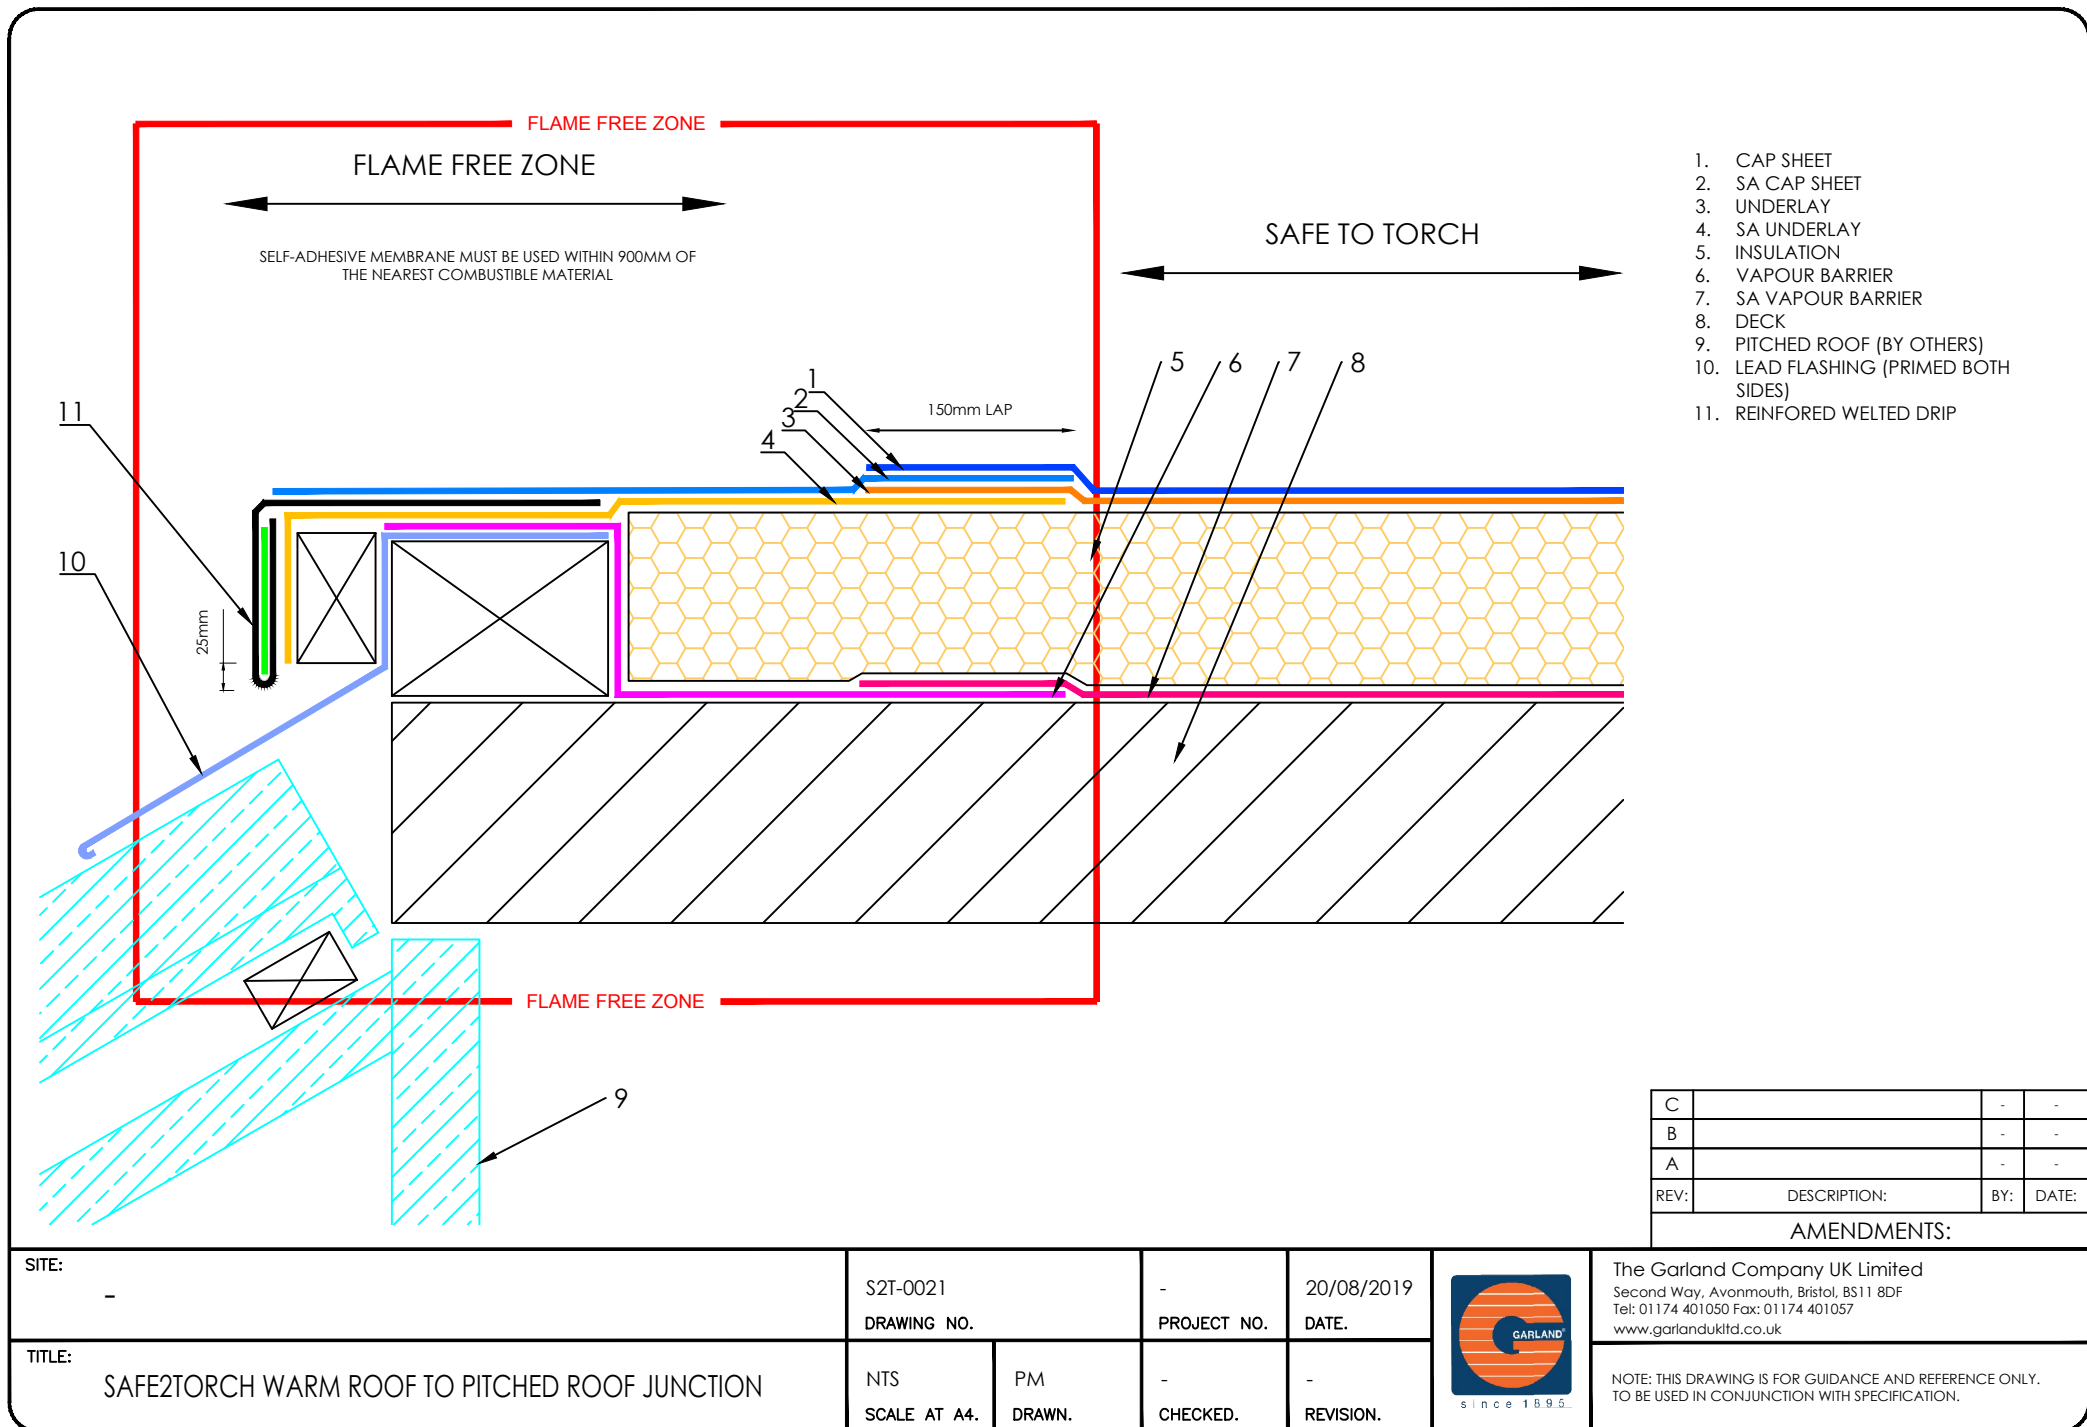 FLAME FREE ZONE
FLAME FREE ZONE
SELF-ADHESIVE MEMBRANE MUST BE USED WITHIN 900MM OF
THE NEAREST COMBUSTIBLE MATERIAL
SAFE TO TORCH
1. CAP SHEET
2. SA CAP SHEET
3. UNDERLAY
4. SA UNDERLAY
5. INSULATION
6. VAPOUR BARRIER
7. SA VAPOUR BARRIER
8. DECK
9. PITCHED ROOF (BY OTHERS)
10. LEAD FLASHING (PRIMED BOTH
SIDES)
11. REINFORED WELTED DRIP
5
6
7
8
1
2
3
4
150mm LAP
11
10
25mm
FLAME FREE ZONE
9
C - -
B - -
A - -
REV: DESCRIPTION: BY: DATE:
AMENDMENTS:
SITE:
-
TITLE:
SAFE2TORCH WARM ROOF TO PITCHED ROOF JUNCTION
S2T-0021
DRAWING NO.
-
PROJECT NO.
20/08/2019
DATE.
NTS
SCALE AT A4.
PM
DRAWN.
-
CHECKED.
-
REVISION.
GARLAND®
since 1895
The Garland Company UK Limited
Second Way, Avonmouth, Bristol, BS11 8DF
Tel: 01174 401050 Fax: 01174 401057
www.garlandukltd.co.uk
NOTE: THIS DRAWING IS FOR GUIDANCE AND REFERENCE ONLY.
TO BE USED IN CONJUNCTION WITH SPECIFICATION.